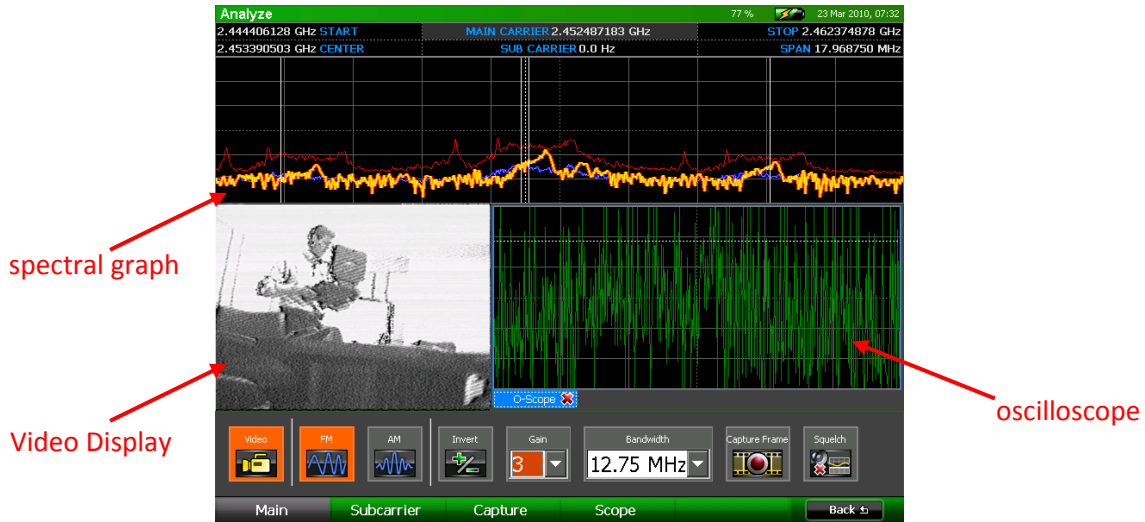 Analyze 77 % 23 Mar 2010, 07:32
2.444406128 GHz START MAIN CARRIER 2.452487183 GHz STOP 2.462374878 GHz
2.453390503 GHz CENTER SUB CARRIER 0.0 Hz SPAN 17.968750 MHz
spectral graph
O-Scope
oscilloscope
Video Display
Video FM AM Invert Gain Bandwidth Capture Frame Squelch
3 12.75 MHz
Main Subcarrier Capture Scope Back